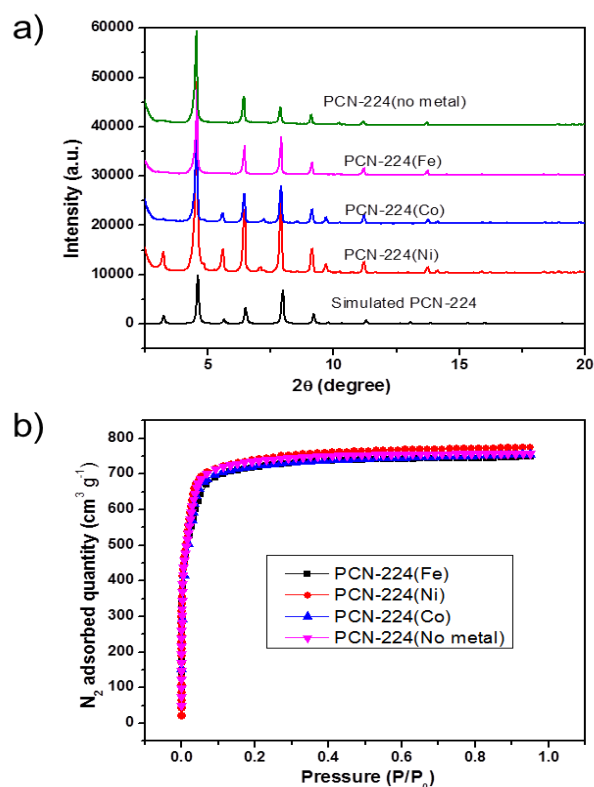 a)
60000
50000
40000
30000
20000
10000
0
Intensity (a.u.)
PCN-224(no metal)
PCN-224(Fe)
PCN-224(Co)
PCN-224(Ni)
Simulated PCN-224
5
10
15
20
2θ (degree)
b)
800
700
600
500
400
300
200
100
0
N2 adsorbed quantity (cm3 g-1)
PCN-224(Fe)
PCN-224(Ni)
PCN-224(Co)
PCN-224(No metal)
0.0
0.2
0.4
0.6
0.8
1.0
Pressure (P/P0)